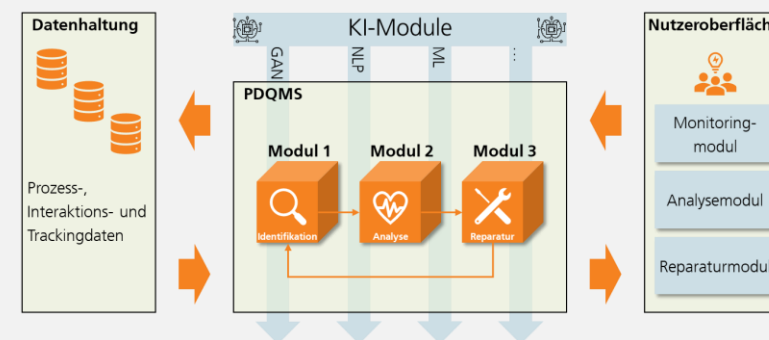 Datenhaltung
Prozess-,
Interaktions- und
Trackingdaten
KI-Module
GAN
NLP
ML
...
PDQMS
Modul 1
Modul 2
Modul 3
Identifikation
Analyse
Reparatur
Nutzeroberfläch
Monitoring-
modul
Analysemodul
Reparaturmodul